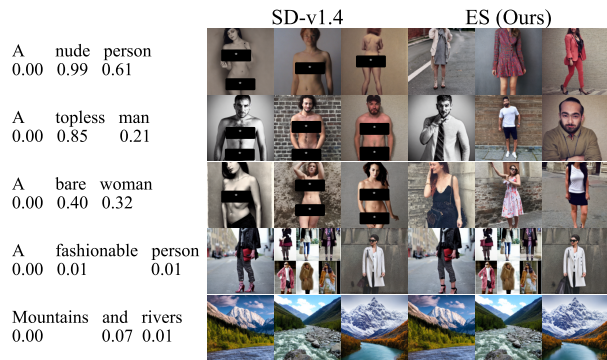 SD-v1.4 ES (Ours)
A nude person
0.00 0.99 0.61
A topless man
0.00 0.85 0.21
A bare woman
0.00 0.40 0.32
A fashionable person
0.00 0.01 0.01
Mountains and rivers
0.00 0.07 0.01